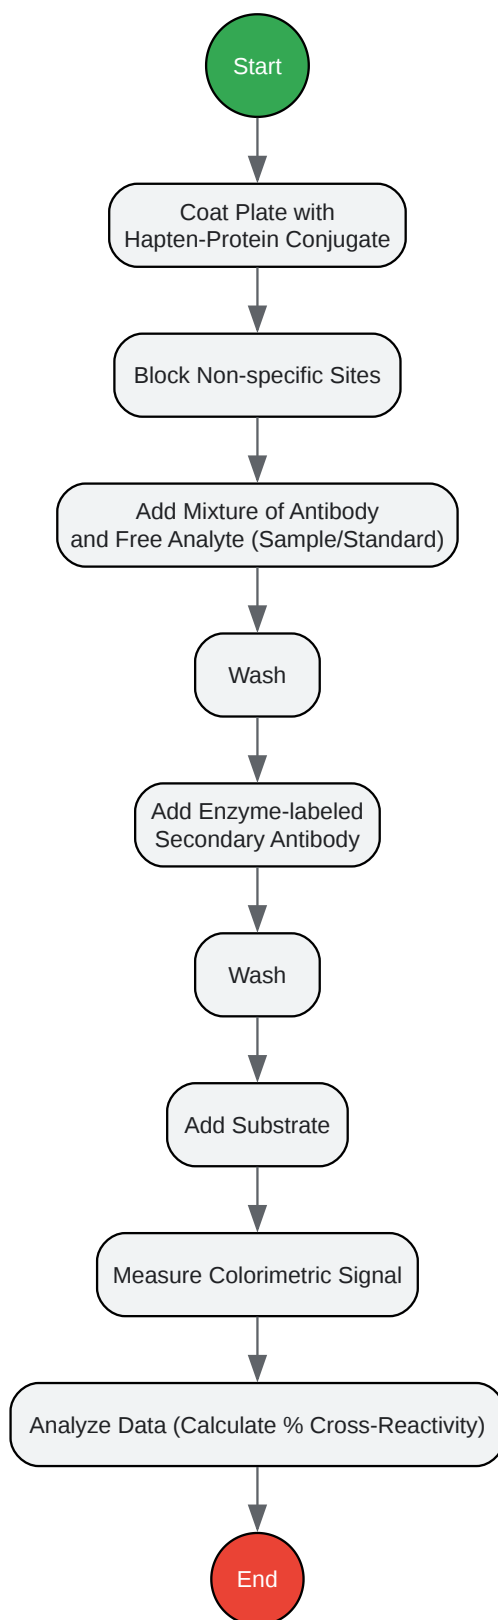 Start
Coat Plate with
Hapten-Protein Conjugate
Block Non-specific Sites
Add Mixture of Antibody
and Free Analyte (Sample/Standard)
Wash
Add Enzyme-labeled
Secondary Antibody
Wash
Add Substrate
Measure Colorimetric Signal
Analyze Data (Calculate % Cross-Reactivity)
End